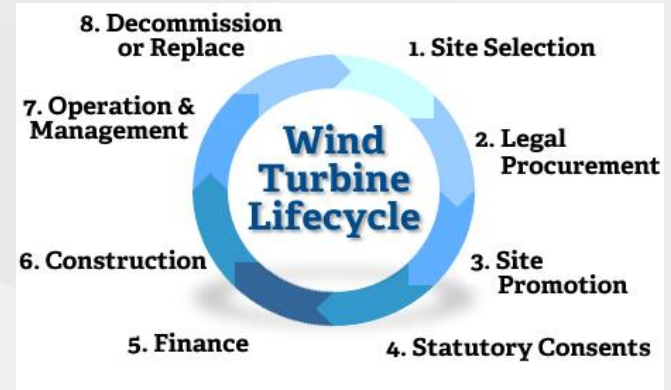 8. Decommission
or Replace
1. Site Selection
7. Operation &
Management
Wind
Turbine
Lifecycle
2. Legal
Procurement
6. Construction
3. Site
Promotion
5. Finance
4. Statutory Consents